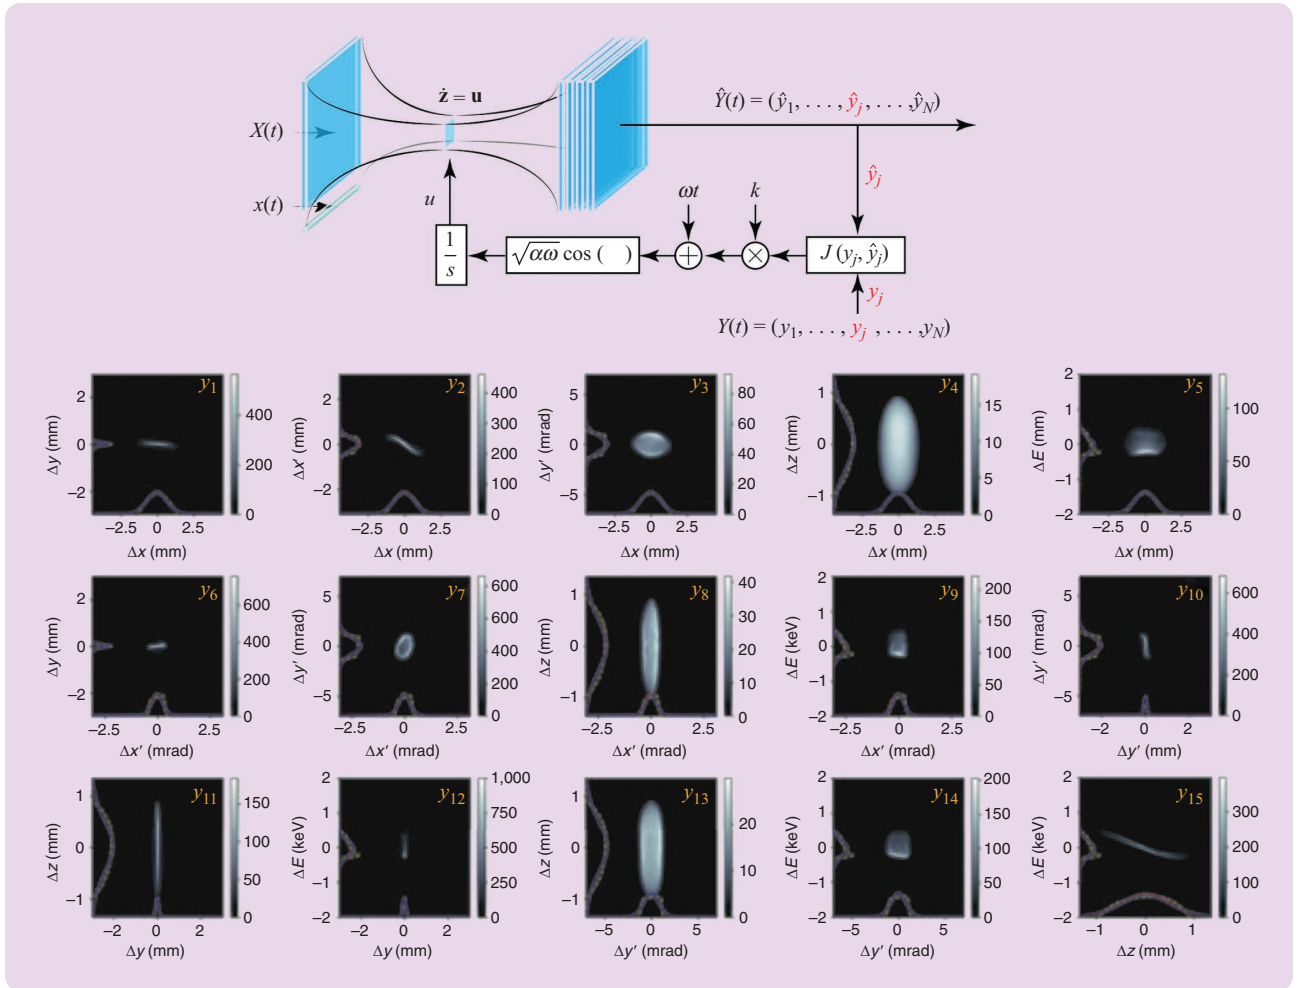 ż = u
Ŷ(t) = (ŷ₁, . . . , ŷⱼ, . . . ,ŷ_N)
X(t)
x(t)
u
ŷⱼ
ωt
k
1/s
√αω cos ( )
+
×
J (yⱼ, ŷⱼ)
yⱼ
Y(t) = (y₁, . . . , yⱼ , . . . ,y_N)
y₁
2
0
−2
Δy (mm)
−2.5 0 2.5
Δx (mm)
400
200
0
y₂
2
0
−2
Δx′ (mm)
−2.5 0 2.5
Δx (mm)
400
300
200
100
0
y₃
5
0
−5
Δy′ (mrad)
−2.5 0 2.5
Δx (mm)
80
60
40
20
0
y₄
1
0
−1
Δz (mm)
−2.5 0 2.5
Δx (mm)
15
10
5
0
y₅
2
1
0
−1
−2
ΔE (mm)
−2.5 0 2.5
Δx (mm)
100
50
0
y₆
2
0
−2
Δy (mm)
−2.5 0 2.5
Δx′ (mrad)
600
400
200
0
y₇
5
0
−5
Δy′ (mrad)
−2.5 0 2.5
Δx′ (mrad)
600
400
200
0
y₈
1
0
−1
Δz (mm)
−2.5 0 2.5
Δx′ (mrad)
40
30
20
10
0
y₉
2
1
0
−1
−2
ΔE (keV)
−2.5 0 2.5
Δx′ (mrad)
200
150
100
50
0
y₁₀
5
0
−5
Δy′ (mrad)
−2 0 2
Δy′ (mm)
600
400
200
0
y₁₁
1
0
−1
Δz (mm)
−2 0 2
Δy (mm)
150
100
50
0
y₁₂
2
1
0
−1
−2
ΔE (keV)
−2 0 2
Δy (mm)
1,000
750
500
250
0
y₁₃
1
0
−1
Δz (mm)
−5 0 5
Δy′ (mrad)
20
10
0
y₁₄
2
1
0
−1
−2
ΔE (keV)
−5 0 5
Δy′ (mrad)
200
150
100
50
0
y₁₅
2
1
0
−1
−2
ΔE (keV)
−1 0 1
Δz (mm)
300
200
100
0